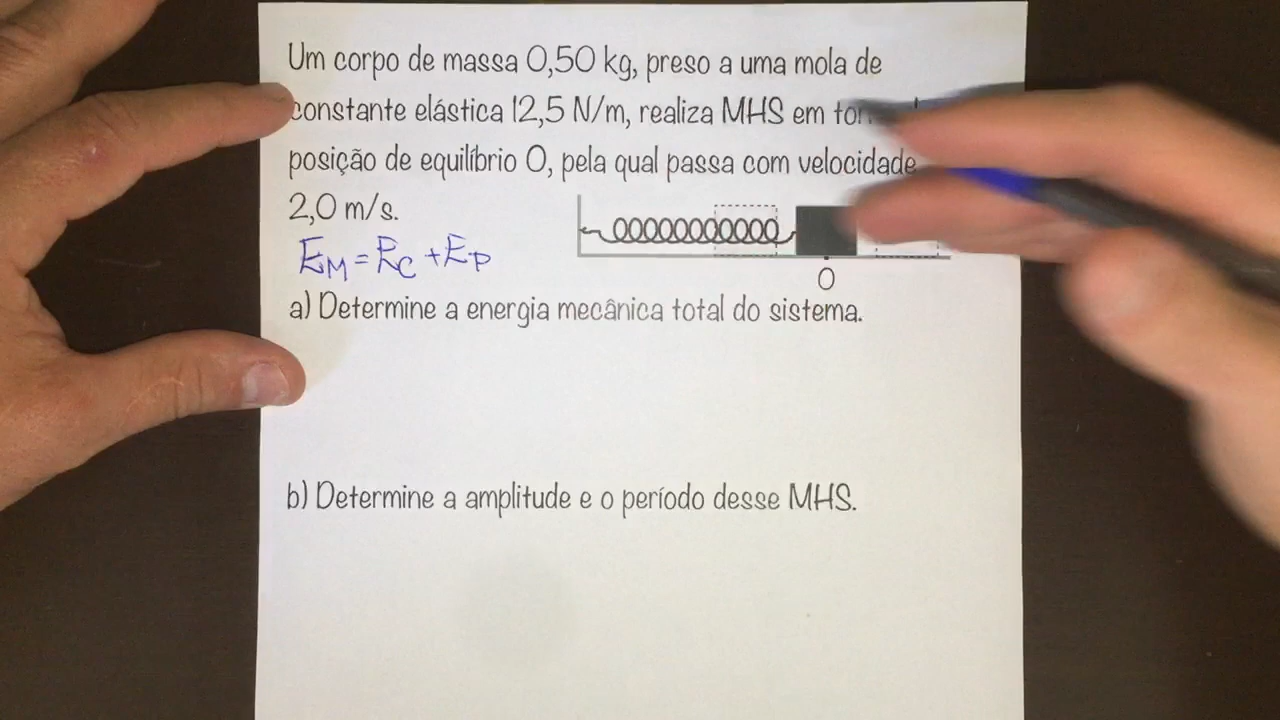 Um corpo de massa 0,50 kg, preso a uma mola de
constante elástica 12,5 N/m, realiza MHS em
posição de equilíbrio O, pela qual passa com velocidade
2,0 m/s.
EM = EC + EP
O
a) Determine a energia mecânica total do sistema.
b) Determine a amplitude e o período desse MHS.